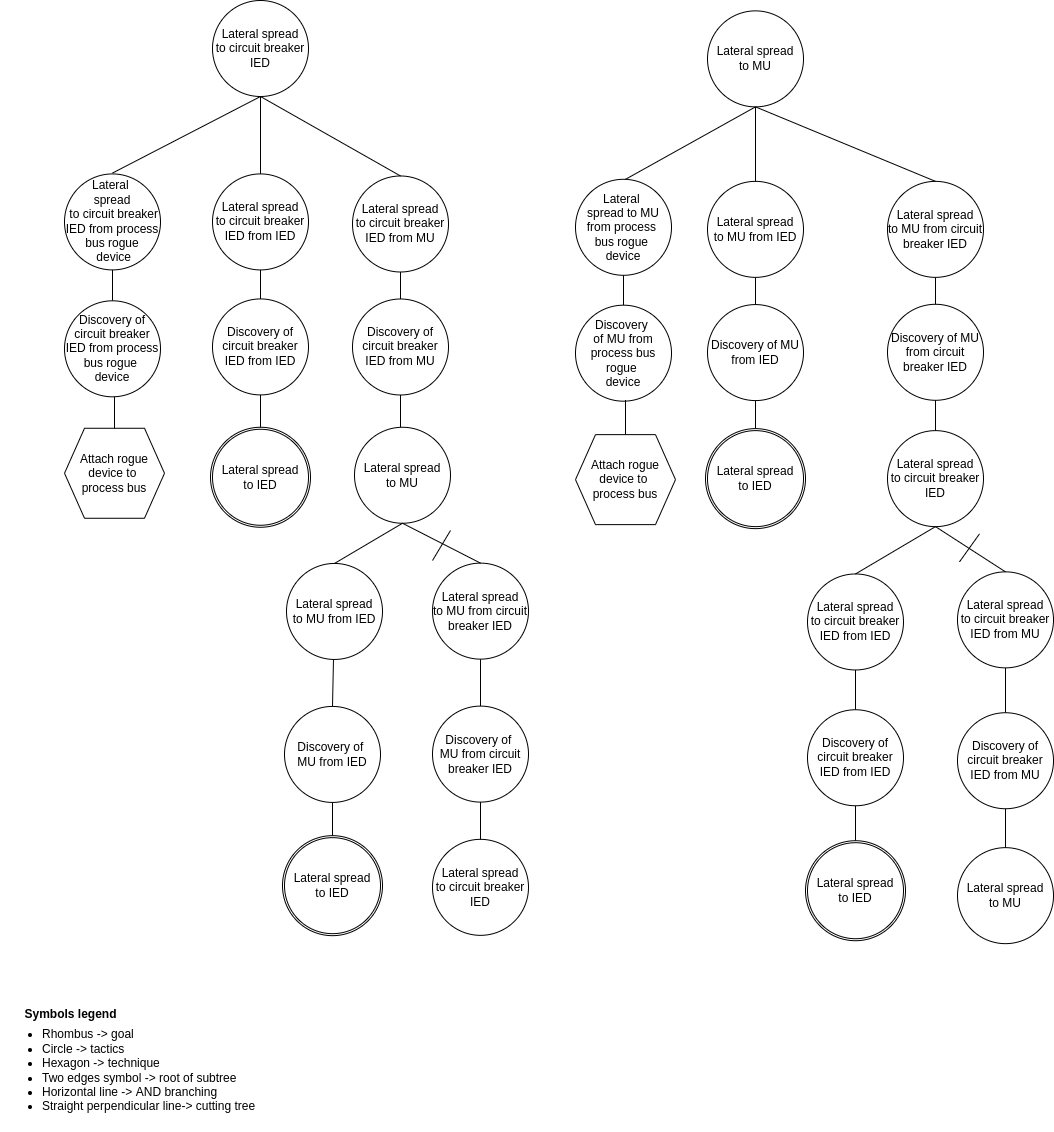 Lateral spread
to circuit breaker
IED
Lateral spread
to MU
Lateral
spread
to circuit breaker
IED from process
bus rogue
device
Lateral spread
to circuit breaker
IED from IED
Lateral spread
to circuit breaker
IED from MU
Lateral
spread to MU
from process
bus rogue
device
Lateral spread
to MU from IED
Lateral spread
to MU from circuit
breaker IED
Discovery of
circuit breaker
IED from process
bus rogue
device
Discovery of
circuit breaker
IED from IED
Discovery of
circuit breaker
IED from MU
Discovery
of MU from
process bus
rogue
device
Discovery of MU
from IED
Discovery of MU
from circuit
breaker IED
Attach rogue
device to
process bus
Lateral spread
to IED
Lateral spread
to MU
Attach rogue
device to
process bus
Lateral spread
to IED
Lateral spread
to circuit breaker
IED
Lateral spread
to MU from IED
Lateral spread
to MU from circuit
breaker IED
Lateral spread
to circuit breaker
IED from IED
Lateral spread
to circuit breaker
IED from MU
Discovery of
MU from IED
Discovery of
MU from circuit
breaker IED
Discovery of
circuit breaker
IED from IED
Discovery of
circuit breaker
IED from MU
Lateral spread
to IED
Lateral spread
to circuit breaker
IED
Lateral spread
to IED
Lateral spread
to MU
Symbols legend
• Rhombus -> goal
• Circle -> tactics
• Hexagon -> technique
• Two edges symbol -> root of subtree
• Horizontal line -> AND branching
• Straight perpendicular line-> cutting tree